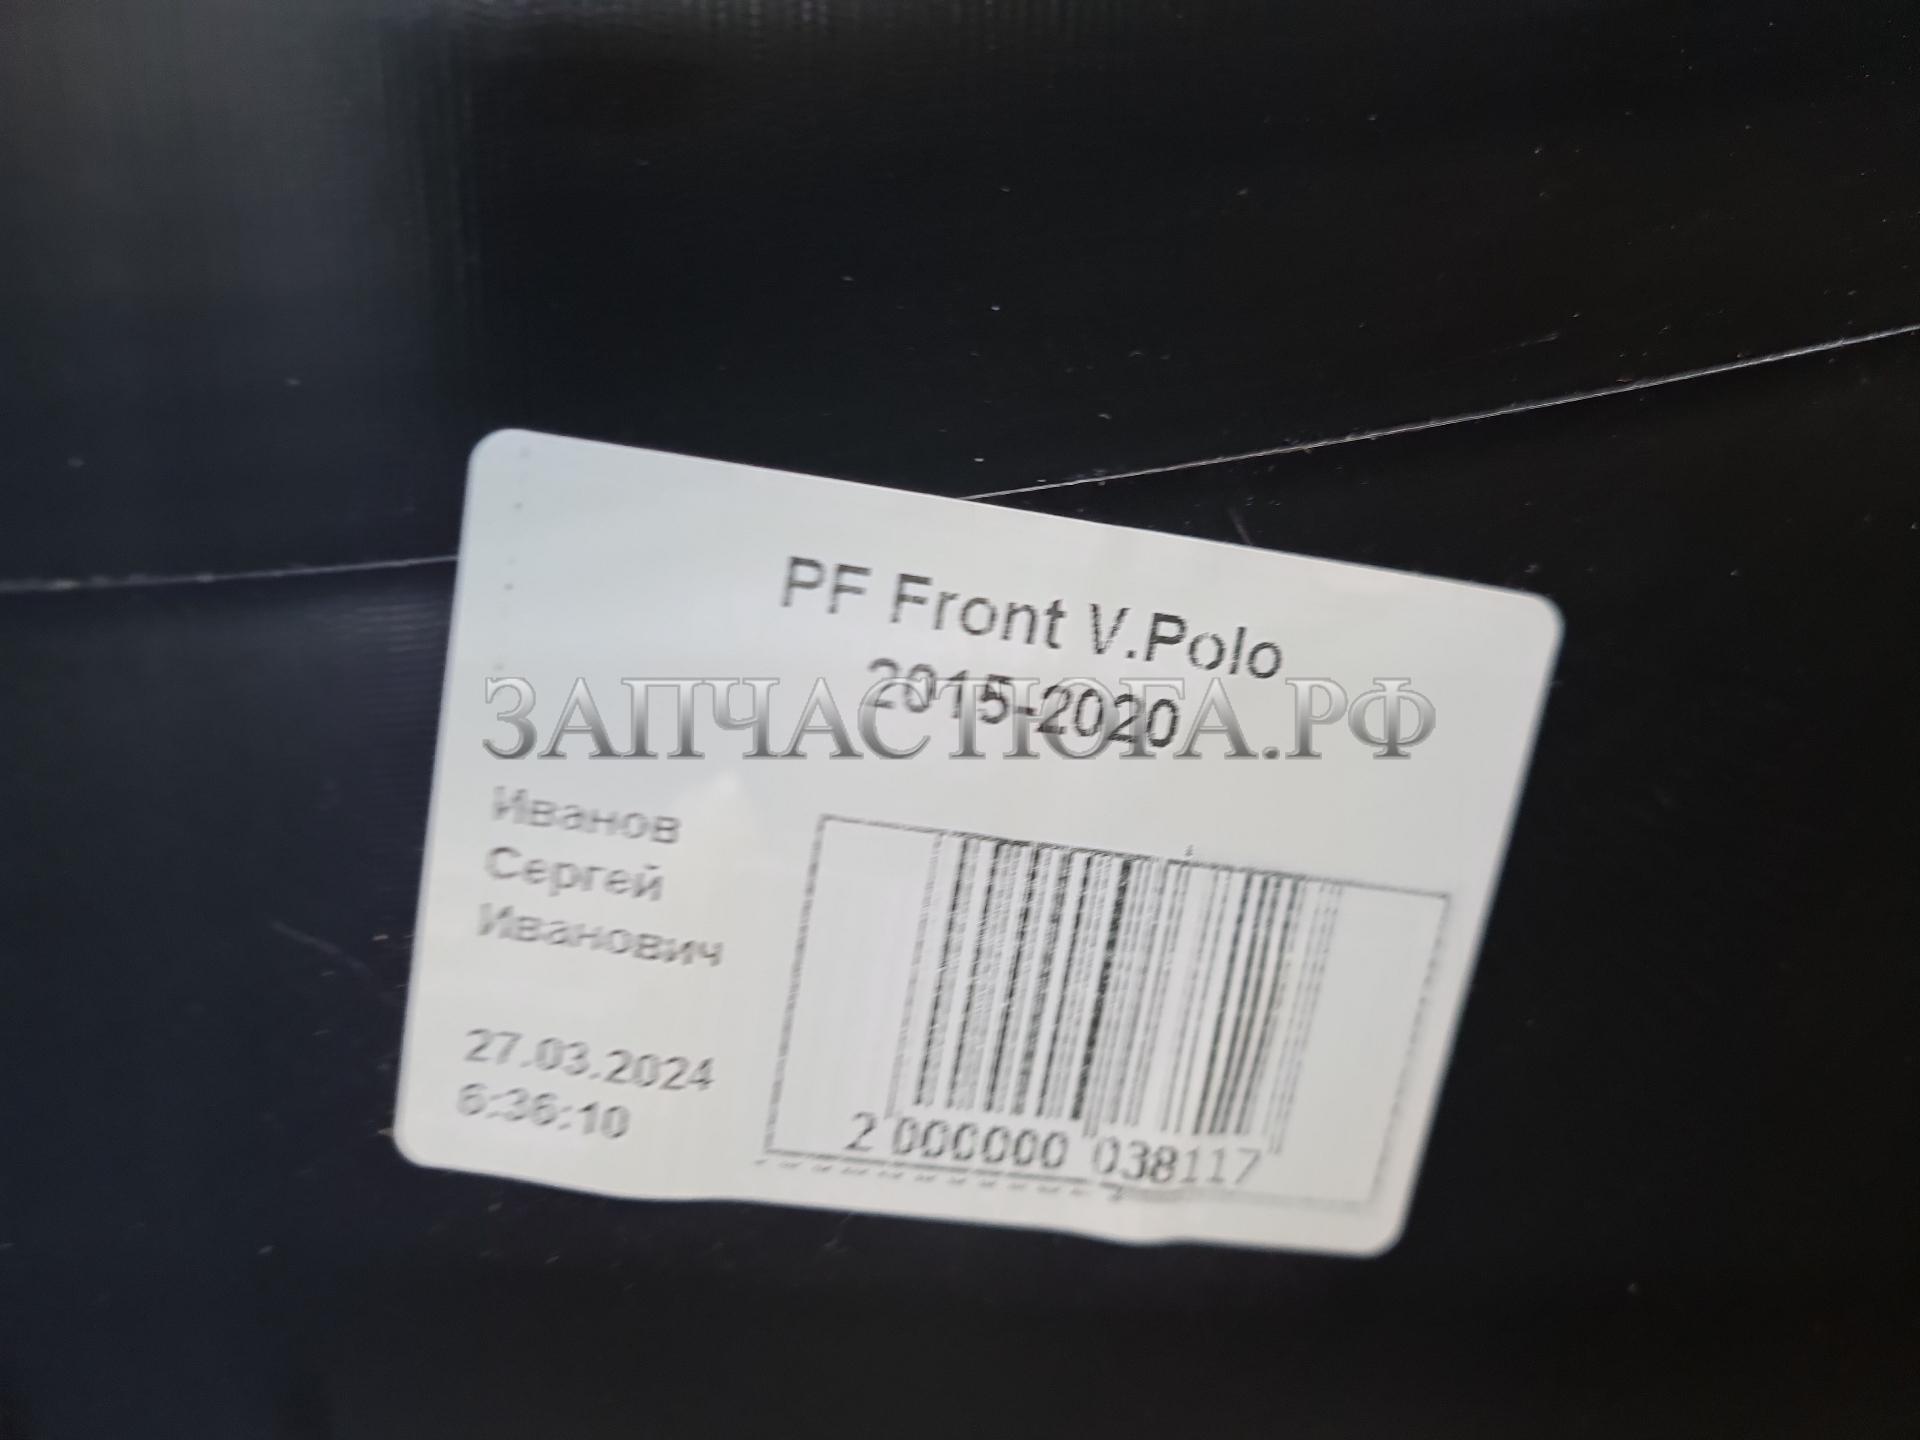 PF Front V.Polo
2015-2020
ЗАПЧАСТЮГА.РФ
Иванов
Сергей
Иванович
27.03.2024
6:36:10
2 000000 038117